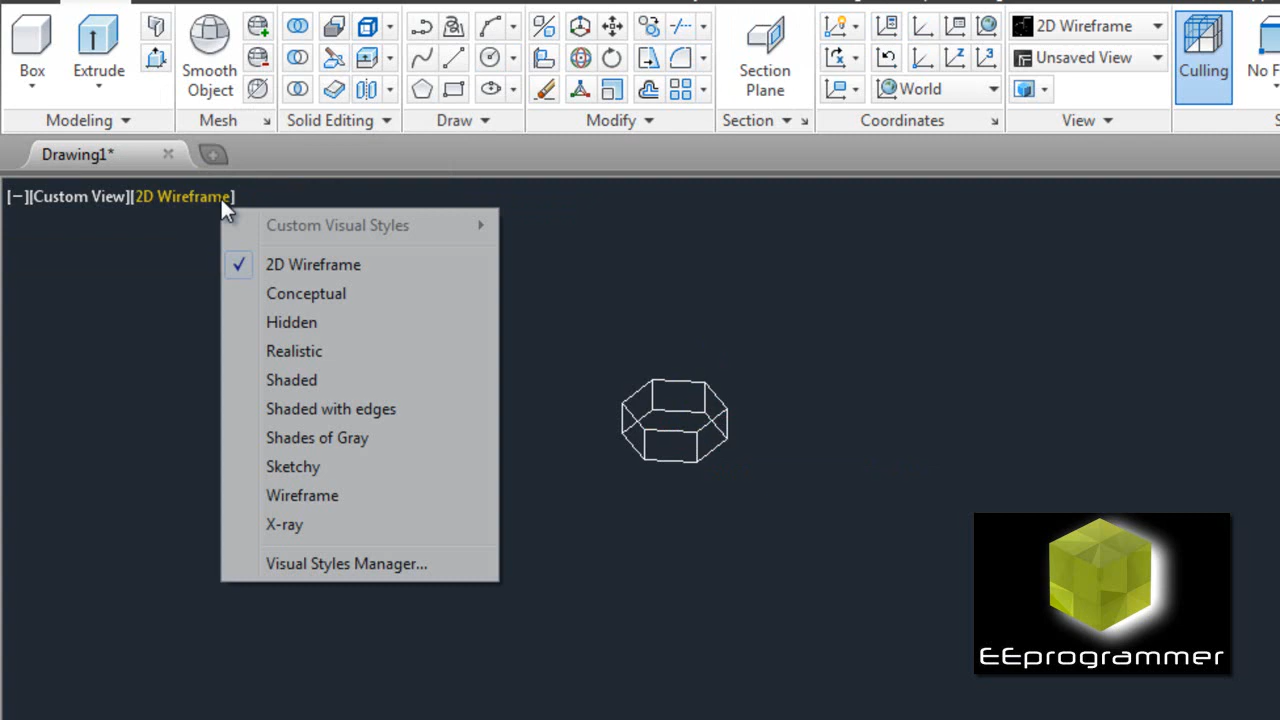 Box
Extrude
Smooth
Object
Section
Plane
2D Wireframe
Unsaved View
World
Culling
No F
Modeling
Mesh
Solid Editing
Draw
Modify
Section
Coordinates
View
S
Drawing1*
[−][Custom View][2D Wireframe]
Custom Visual Styles
2D Wireframe
Conceptual
Hidden
Realistic
Shaded
Shaded with edges
Shades of Gray
Sketchy
Wireframe
X-ray
Visual Styles Manager...
EEprogrammer